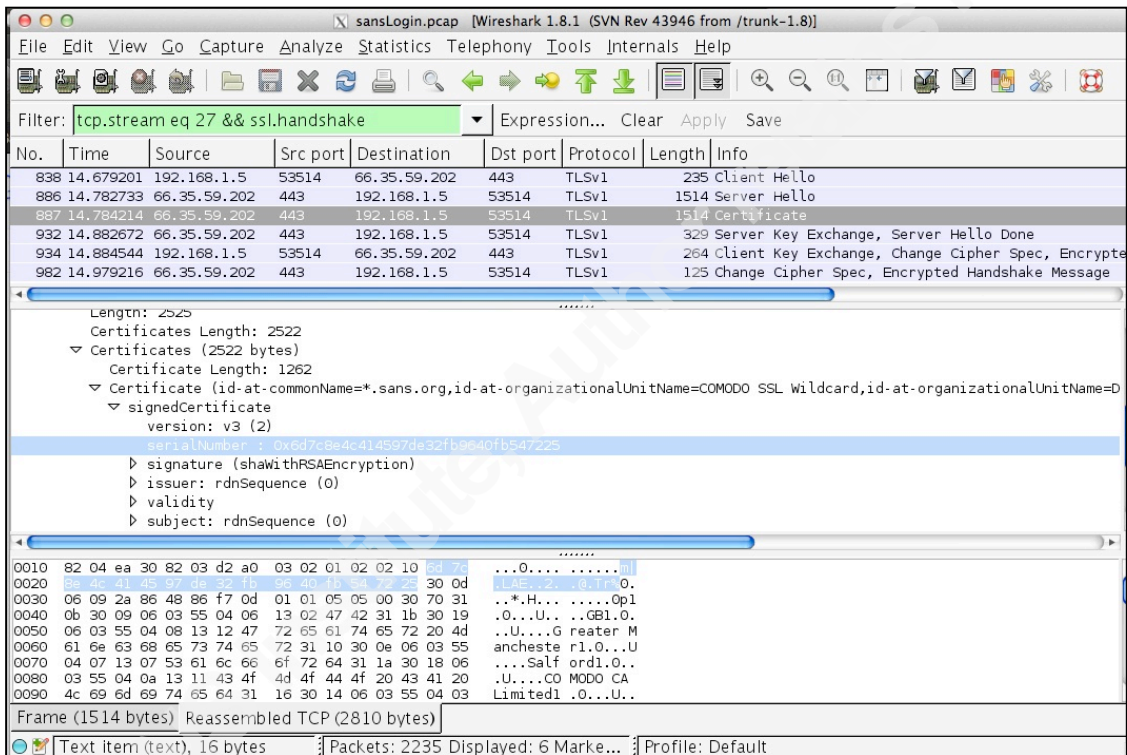 sansLogin.pcap [Wireshark 1.8.1 (SVN Rev 43946 from /trunk-1.8)]
File Edit View Go Capture Analyze Statistics Telephony Tools Internals Help
Filter: tcp.stream eq 27 && ssl.handshake Expression... Clear Apply Save
No. Time Source Src port Destination Dst port Protocol Length Info
838 14.679201 192.168.1.5 53514 66.35.59.202 443 TLSv1 235 Client Hello
886 14.782733 66.35.59.202 443 192.168.1.5 53514 TLSv1 1514 Server Hello
887 14.784214 66.35.59.202 443 192.168.1.5 53514 TLSv1 1514 Certificate
932 14.882672 66.35.59.202 443 192.168.1.5 53514 TLSv1 329 Server Key Exchange, Server Hello Done
934 14.884544 192.168.1.5 53514 66.35.59.202 443 TLSv1 264 Client Key Exchange, Change Cipher Spec, Encrypte
982 14.979216 66.35.59.202 443 192.168.1.5 53514 TLSv1 125 Change Cipher Spec, Encrypted Handshake Message
Length: 2525
Certificates Length: 2522
Certificates (2522 bytes)
Certificate Length: 1262
Certificate (id-at-commonName=*.sans.org,id-at-organizationalUnitName=COMODO SSL Wildcard,id-at-organizationalUnitName=D
signedCertificate
version: v3 (2)
serialNumber : 0x6d7c8e4c414597de32fb9640fb547225
signature (shaWithRSAEncryption)
issuer: rdnSequence (0)
validity
subject: rdnSequence (0)
0010 82 04 ea 30 82 03 d2 a0 03 02 01 02 02 10 6d 7c ...0.... ......m|
0020 8e 4c 41 45 97 de 32 fb 96 40 fb 54 72 25 30 0d .LAE..2. .@.Tr%0.
0030 06 09 2a 86 48 86 f7 0d 01 01 05 05 00 30 70 31 ..*.H... .....0p1
0040 0b 30 09 06 03 55 04 06 13 02 47 42 31 1b 30 19 .0...U.. ..GB1.0.
0050 06 03 55 04 08 13 12 47 72 65 61 74 65 72 20 4d ..U....G reater M
0060 61 6e 63 68 65 73 74 65 72 31 10 30 0e 06 03 55 ancheste r1.0...U
0070 04 07 13 07 53 61 6c 66 6f 72 64 31 1a 30 18 06 ....Salf ord1.0..
0080 03 55 04 0a 13 11 43 4f 4d 4f 44 4f 20 43 41 20 .U....CO MODO CA
0090 4c 69 6d 69 74 65 64 31 16 30 14 06 03 55 04 03 Limited1 .0...U..
Frame (1514 bytes) Reassembled TCP (2810 bytes)
Text item (text), 16 bytes Packets: 2235 Displayed: 6 Marke... Profile: Default